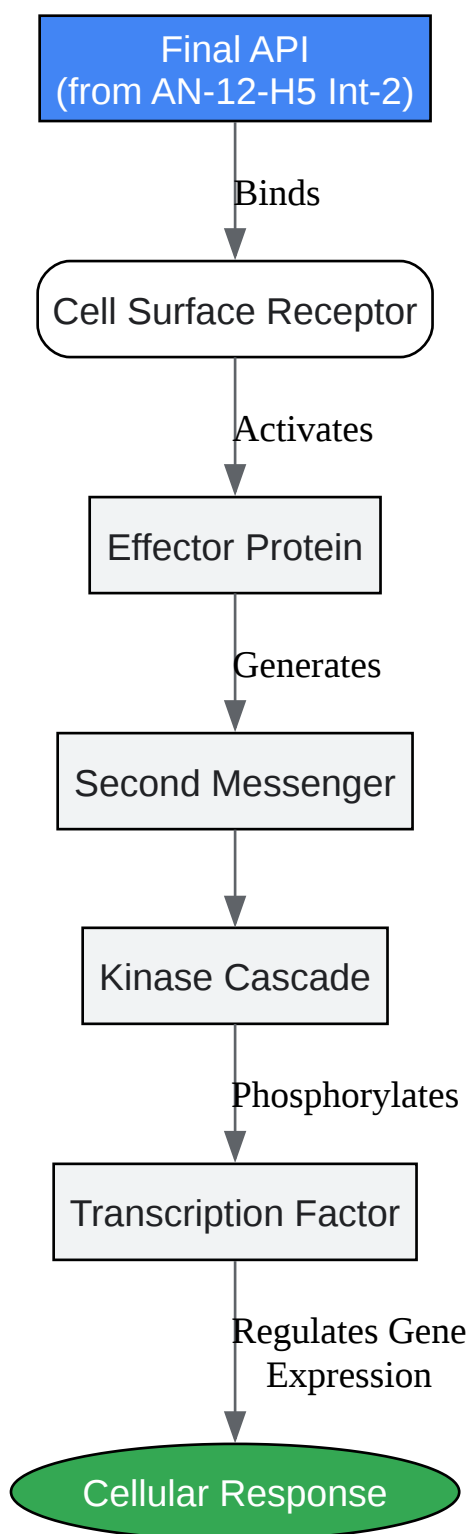 Final API
(from AN-12-H5 Int-2)
Binds
Cell Surface Receptor
Activates
Effector Protein
Generates
Second Messenger
Kinase Cascade
Phosphorylates
Transcription Factor
Regulates Gene
Expression
Cellular Response